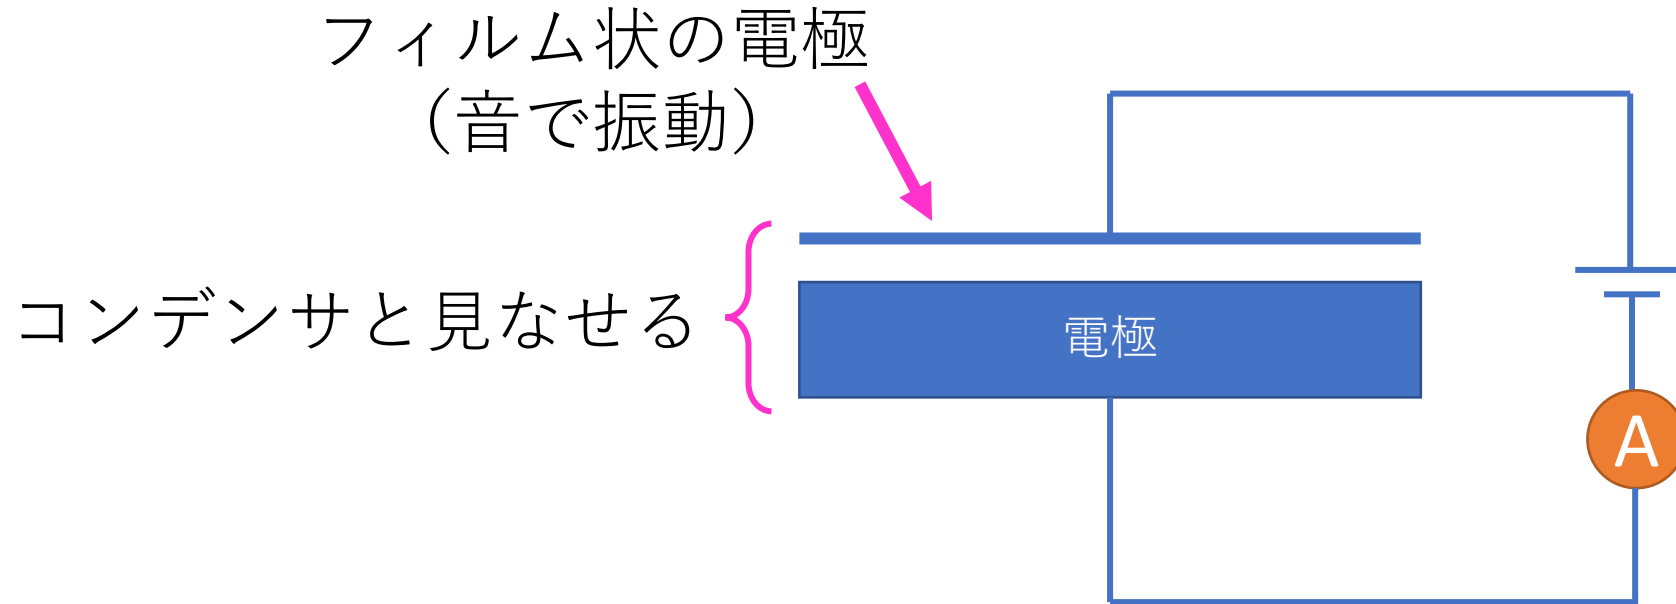 フィルム状の電極
（音で振動）
コンデンサと見なせる
電極
A